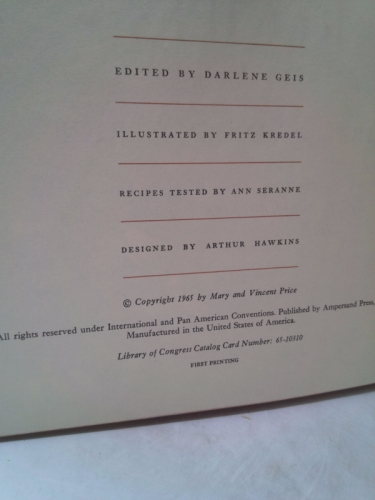 EDITED BY DARLENE GEIS
ILLUSTRATED BY FRITZ KREDEL
RECIPES TESTED BY ANN SERANNE
DESIGNED BY ARTHUR HAWKINS
© Copyright 1965 by Mary and Vincent Price
All rights reserved under International and Pan American Conventions. Published by Ampersand Press,
Manufactured in the United States of America.
Library of Congress Catalog Card Number: 65-10310
FIRST PRINTING